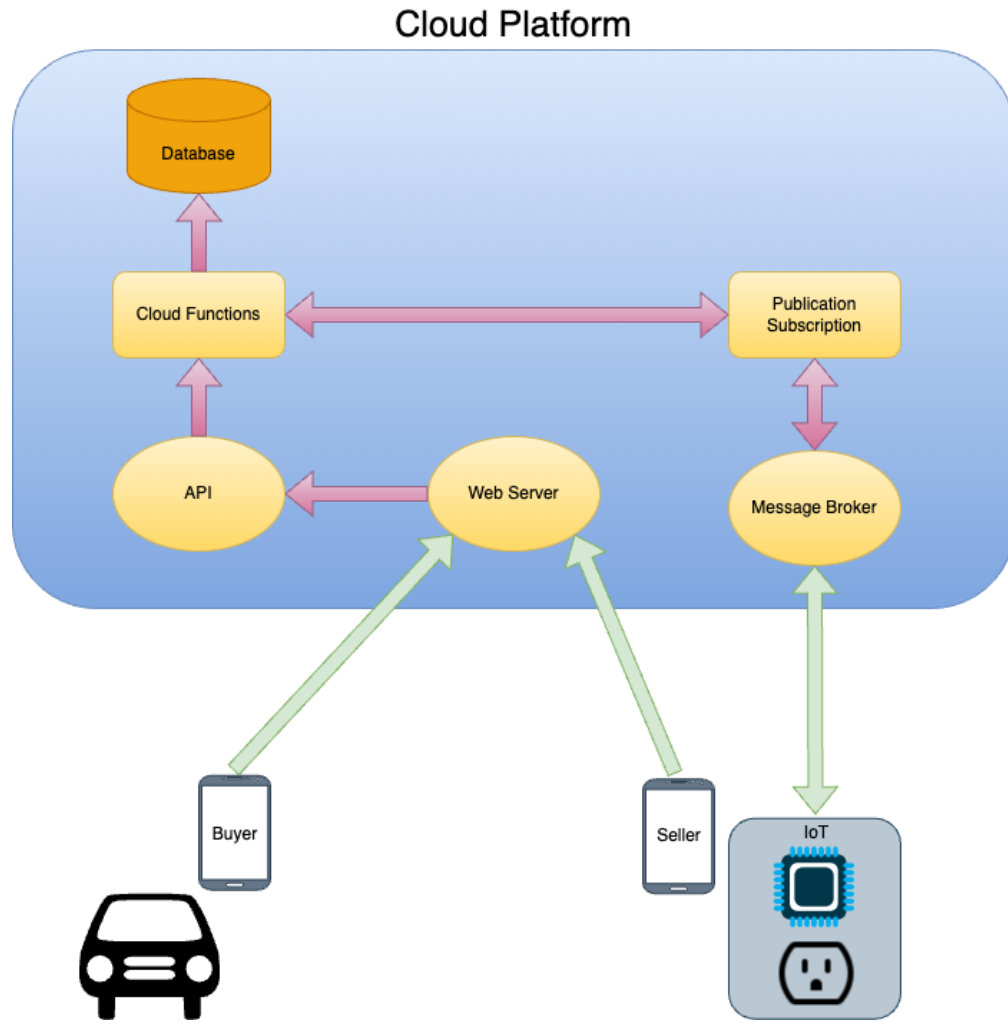 Cloud Platform
Database
Cloud Functions
Publication
Subscription
API
Web Server
Message Broker
Buyer
Seller
IoT